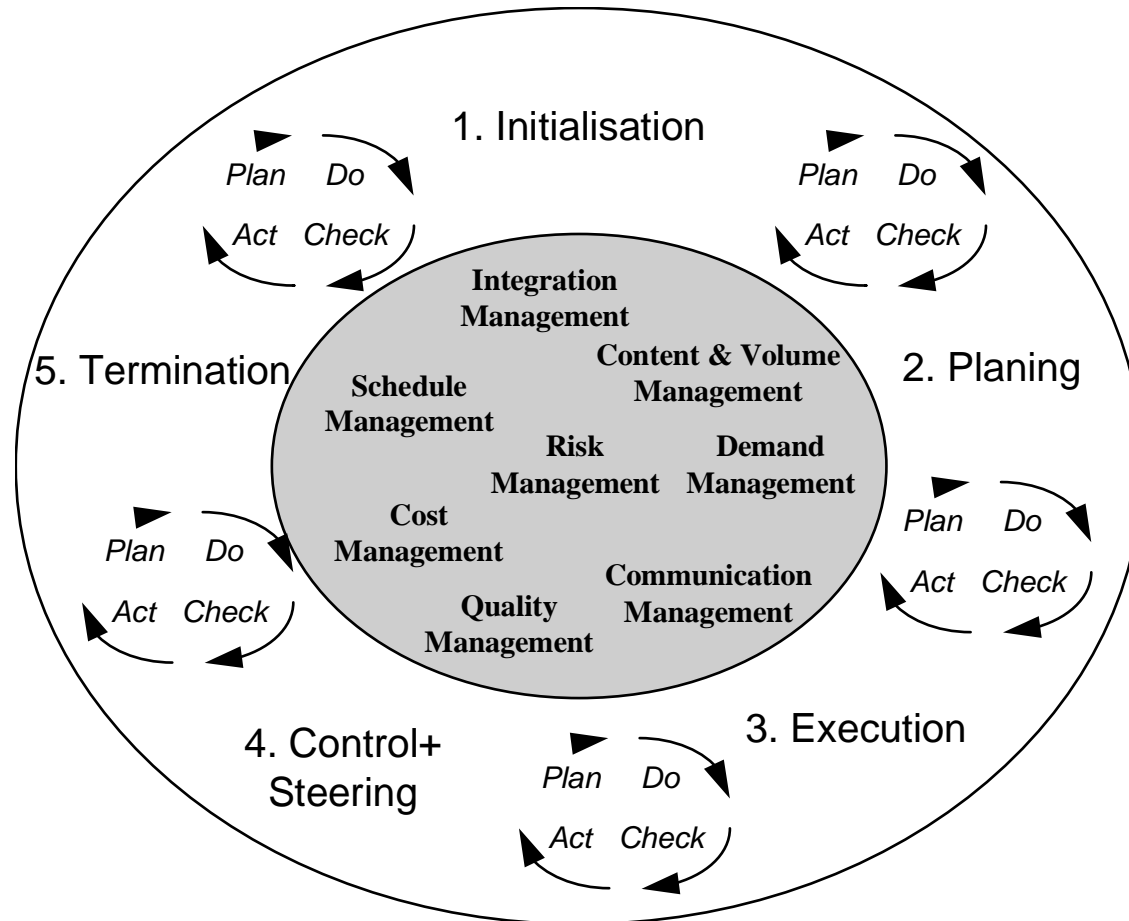 1. Initialisation
Plan Do
Act Check
Plan Do
Act Check
Integration
Management
Content & Volume
Management
5. Termination
2. Planing
Schedule
Management
Risk
Management
Demand
Management
Cost
Management
Plan Do
Act Check
Plan Do
Act Check
Communication
Management
Quality
Management
4. Control+
Steering
3. Execution
Plan Do
Act Check